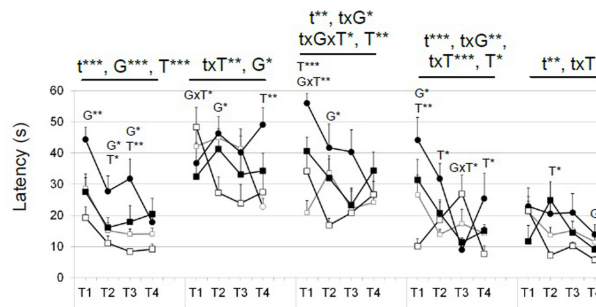 t**, txG*
t***, txG**,
t***, G***, T*** txT**, G* txGxT*, T** txT***, T* t**, txT
T***
GxT**
60
50
40
30
20
10
0
Latency (s)
G**
G*
T*
G*
T**
GxT*
G*
T**
G*
G*
T**
T*
GxT*
T*
T*
G
T1 T2 T3 T4 T1 T2 T3 T4 T1 T2 T3 T4 T1 T2 T3 T4 T1 T2 T3 T4